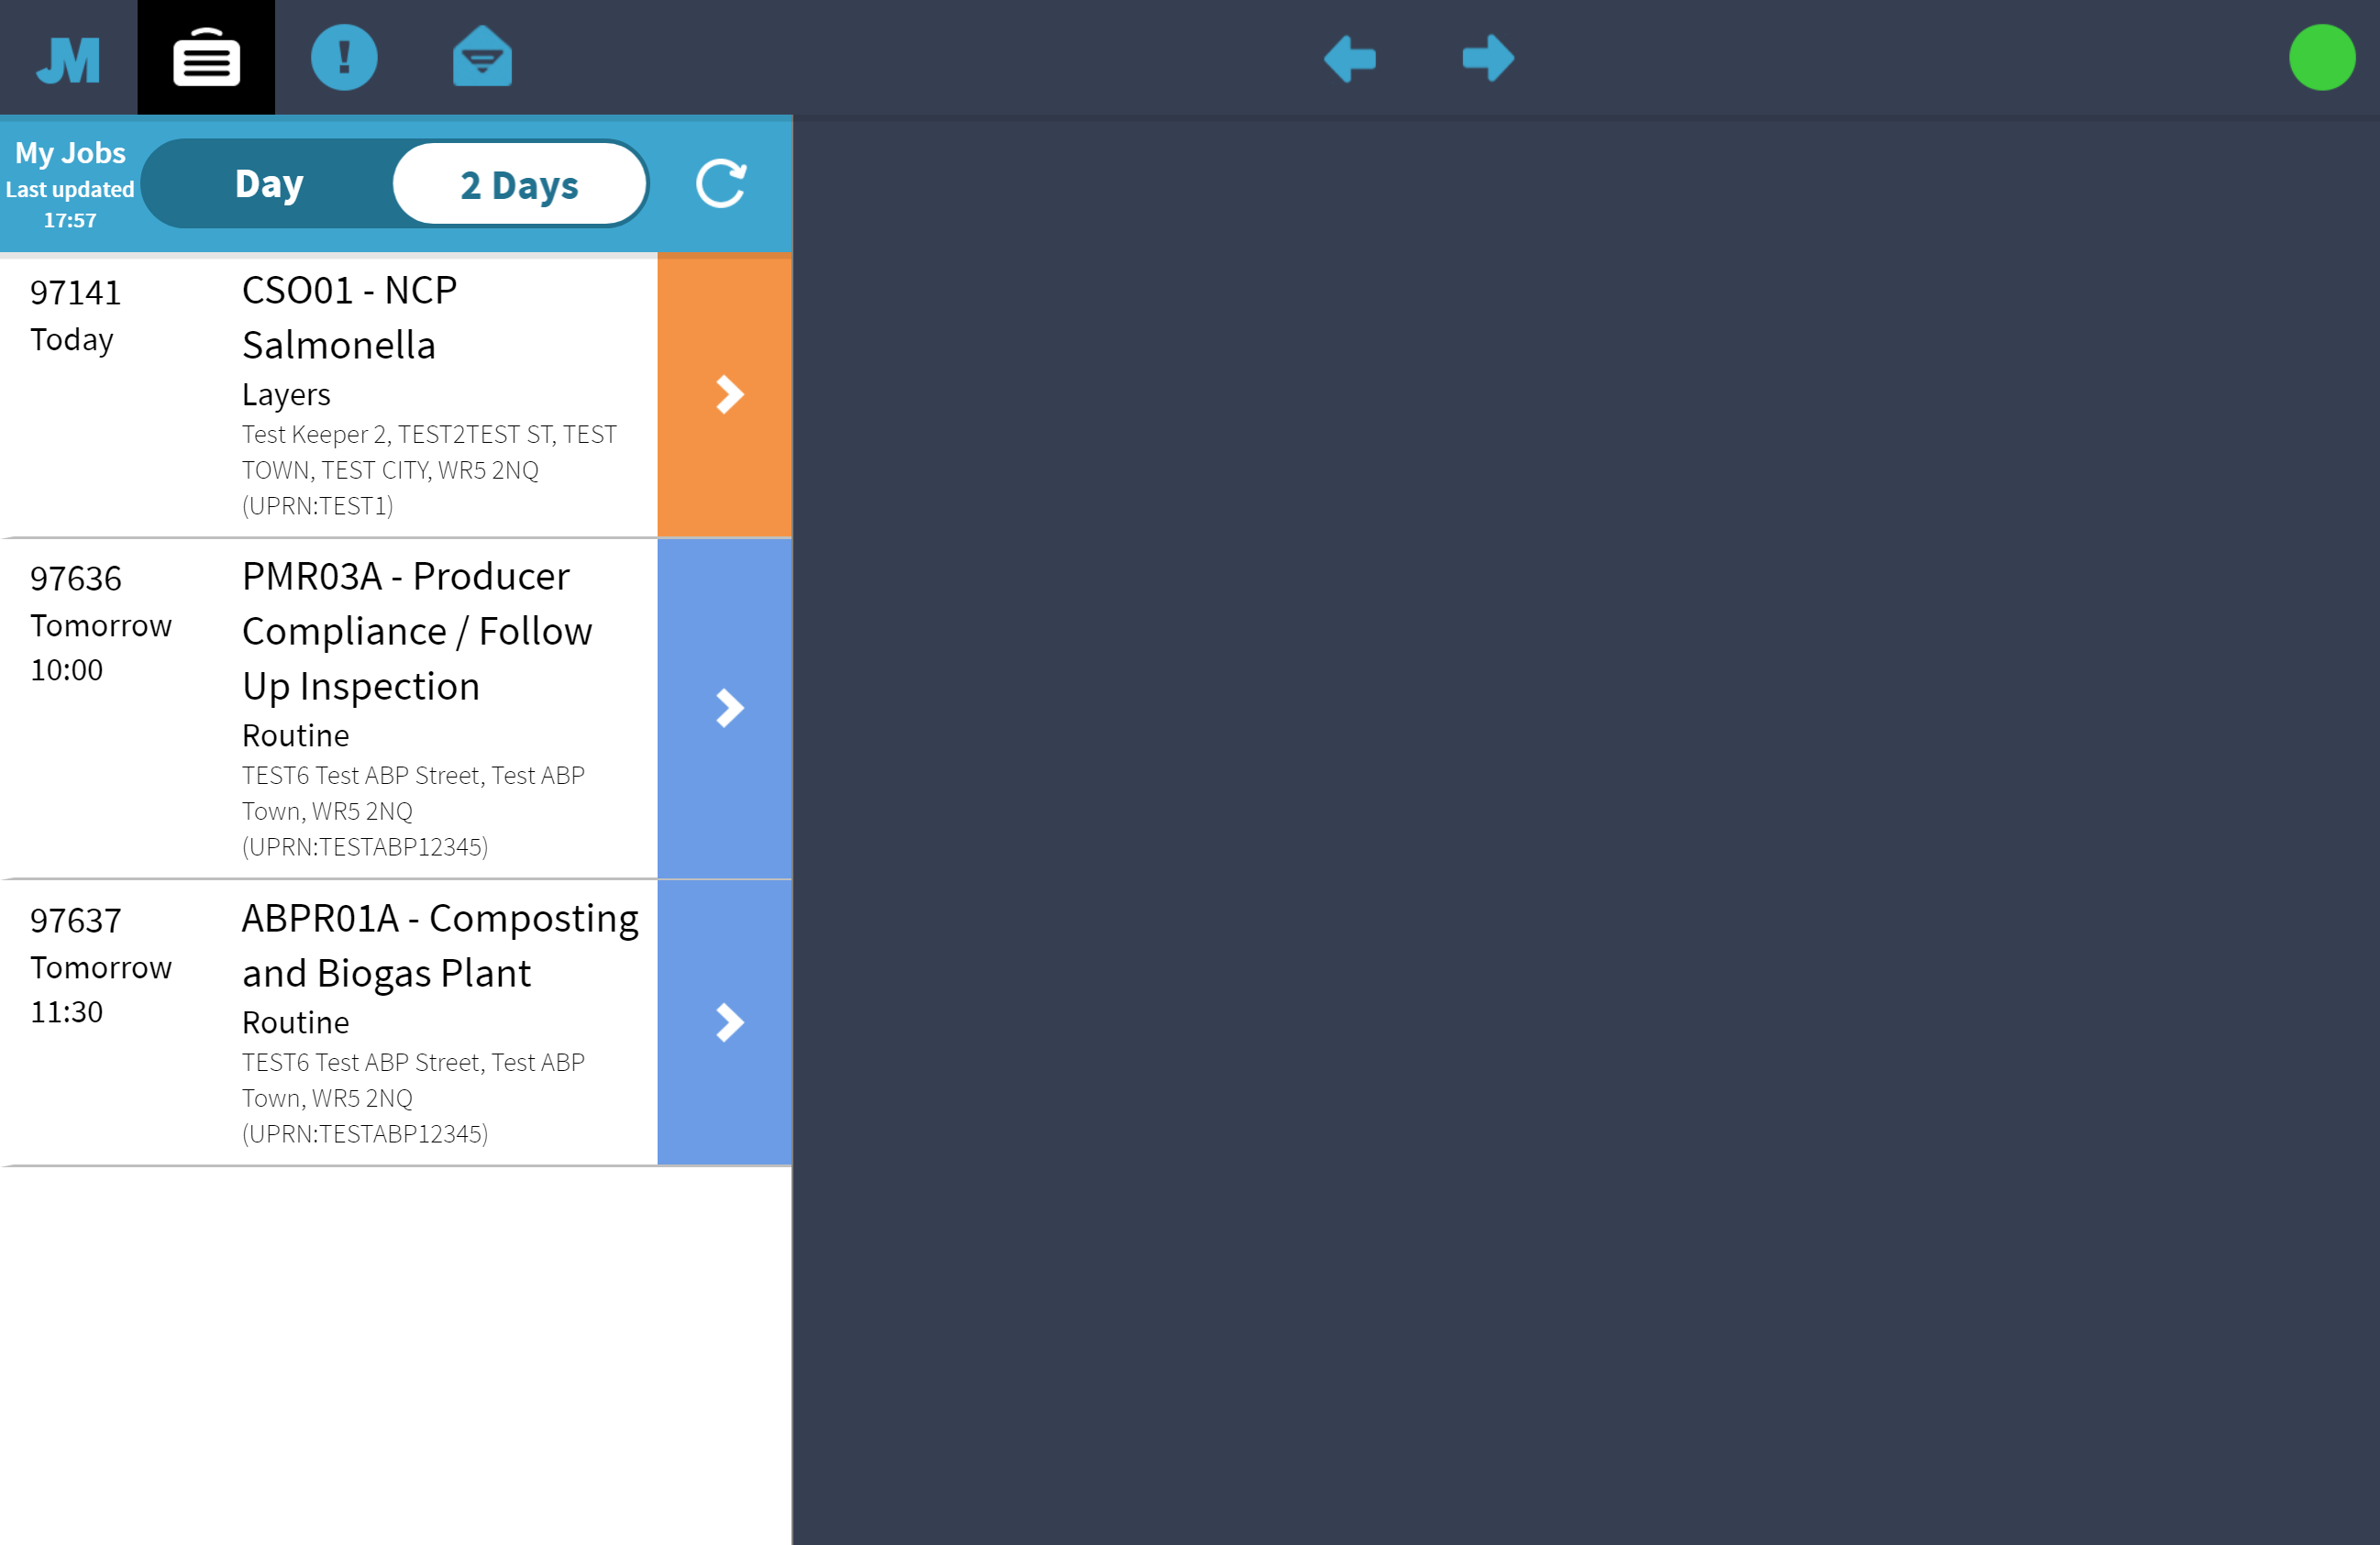 JM
My Jobs
Last updated
17:57
Day
2 Days
97141
Today
CSO01 - NCP
Salmonella
Layers
Test Keeper 2, TEST2TEST ST, TEST
TOWN, TEST CITY, WR5 2NQ
(UPRN:TEST1)
97636
Tomorrow
10:00
PMR03A - Producer
Compliance / Follow
Up Inspection
Routine
TEST6 Test ABP Street, Test ABP
Town, WR5 2NQ
(UPRN:TESTABP12345)
97637
Tomorrow
11:30
ABPR01A - Composting
and Biogas Plant
Routine
TEST6 Test ABP Street, Test ABP
Town, WR5 2NQ
(UPRN:TESTABP12345)